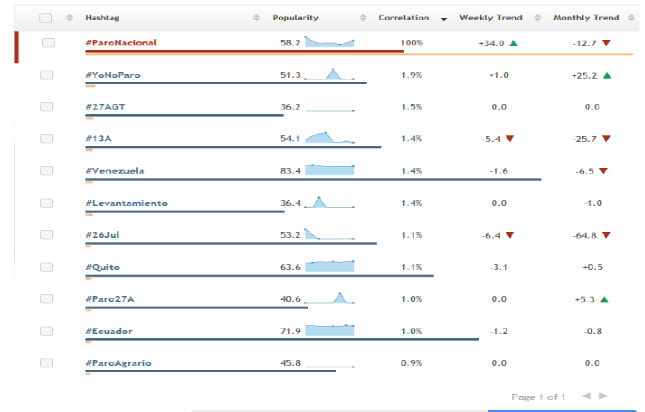 Hashtag Popularity Correlation Weekly Trend Monthly Trend
#ParoNacional 58.2 100% +34.0 -12.7
#YoNoParo 51.3 1.9% +1.0 +25.2
#27AGT 36.2 1.5% 0.0 0.0
#13A 54.1 1.4% -5.4 -25.7
#Venezuela 83.4 1.4% -1.6 -6.5
#Levantamiento 36.4 1.4% 0.0 -1.0
#26Jul 53.2 1.1% -6.4 -64.8
#Quito 63.6 1.1% -3.1 +0.5
#Paro27A 40.6 1.0% 0.0 +5.3
#Ecuador 71.9 1.0% -1.2 -0.8
#ParoAgrario 45.8 0.9% 0.0 0.0
Page 1 of 1